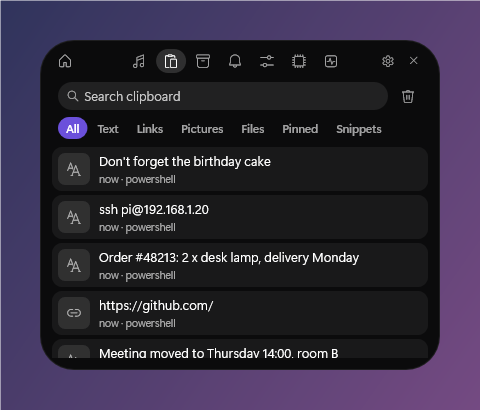 Search clipboard
All Text Links Pictures Files Pinned Snippets
Don't forget the birthday cake
now · powershell
ssh pi@192.168.1.20
now · powershell
Order #48213: 2 x desk lamp, delivery Monday
now · powershell
https://github.com/
now · powershell
Meeting moved to Thursday 14:00, room B